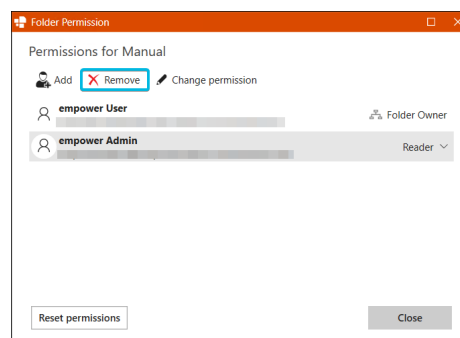 Folder Permission
Permissions for Manual
Add Remove Change permission
empower User
Folder Owner
empower Admin
Reader
Reset permissions Close